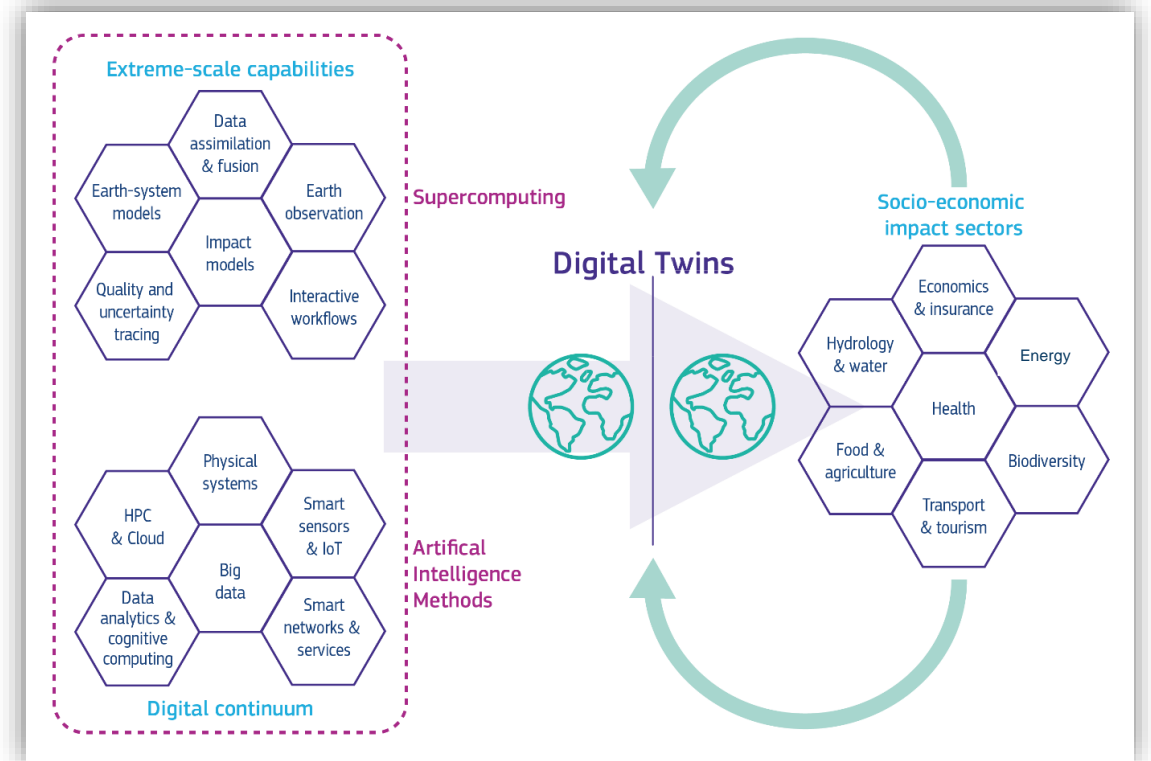 Extreme-scale capabilities
Data
assimilation
& fusion
Earth-system
models
Earth
observation
Impact
models
Quality and
uncertainty
tracing
Interactive
workflows
Supercomputing
Physical
systems
HPC
& Cloud
Smart
sensors
& IoT
Big
data
Data
analytics &
cognitive
computing
Smart
networks &
services
Digital continuum
Artifical
Intelligence
Methods
Digital Twins
Socio-economic
impact sectors
Economics
& insurance
Hydrology
& water
Energy
Health
Food &
agriculture
Biodiversity
Transport
& tourism